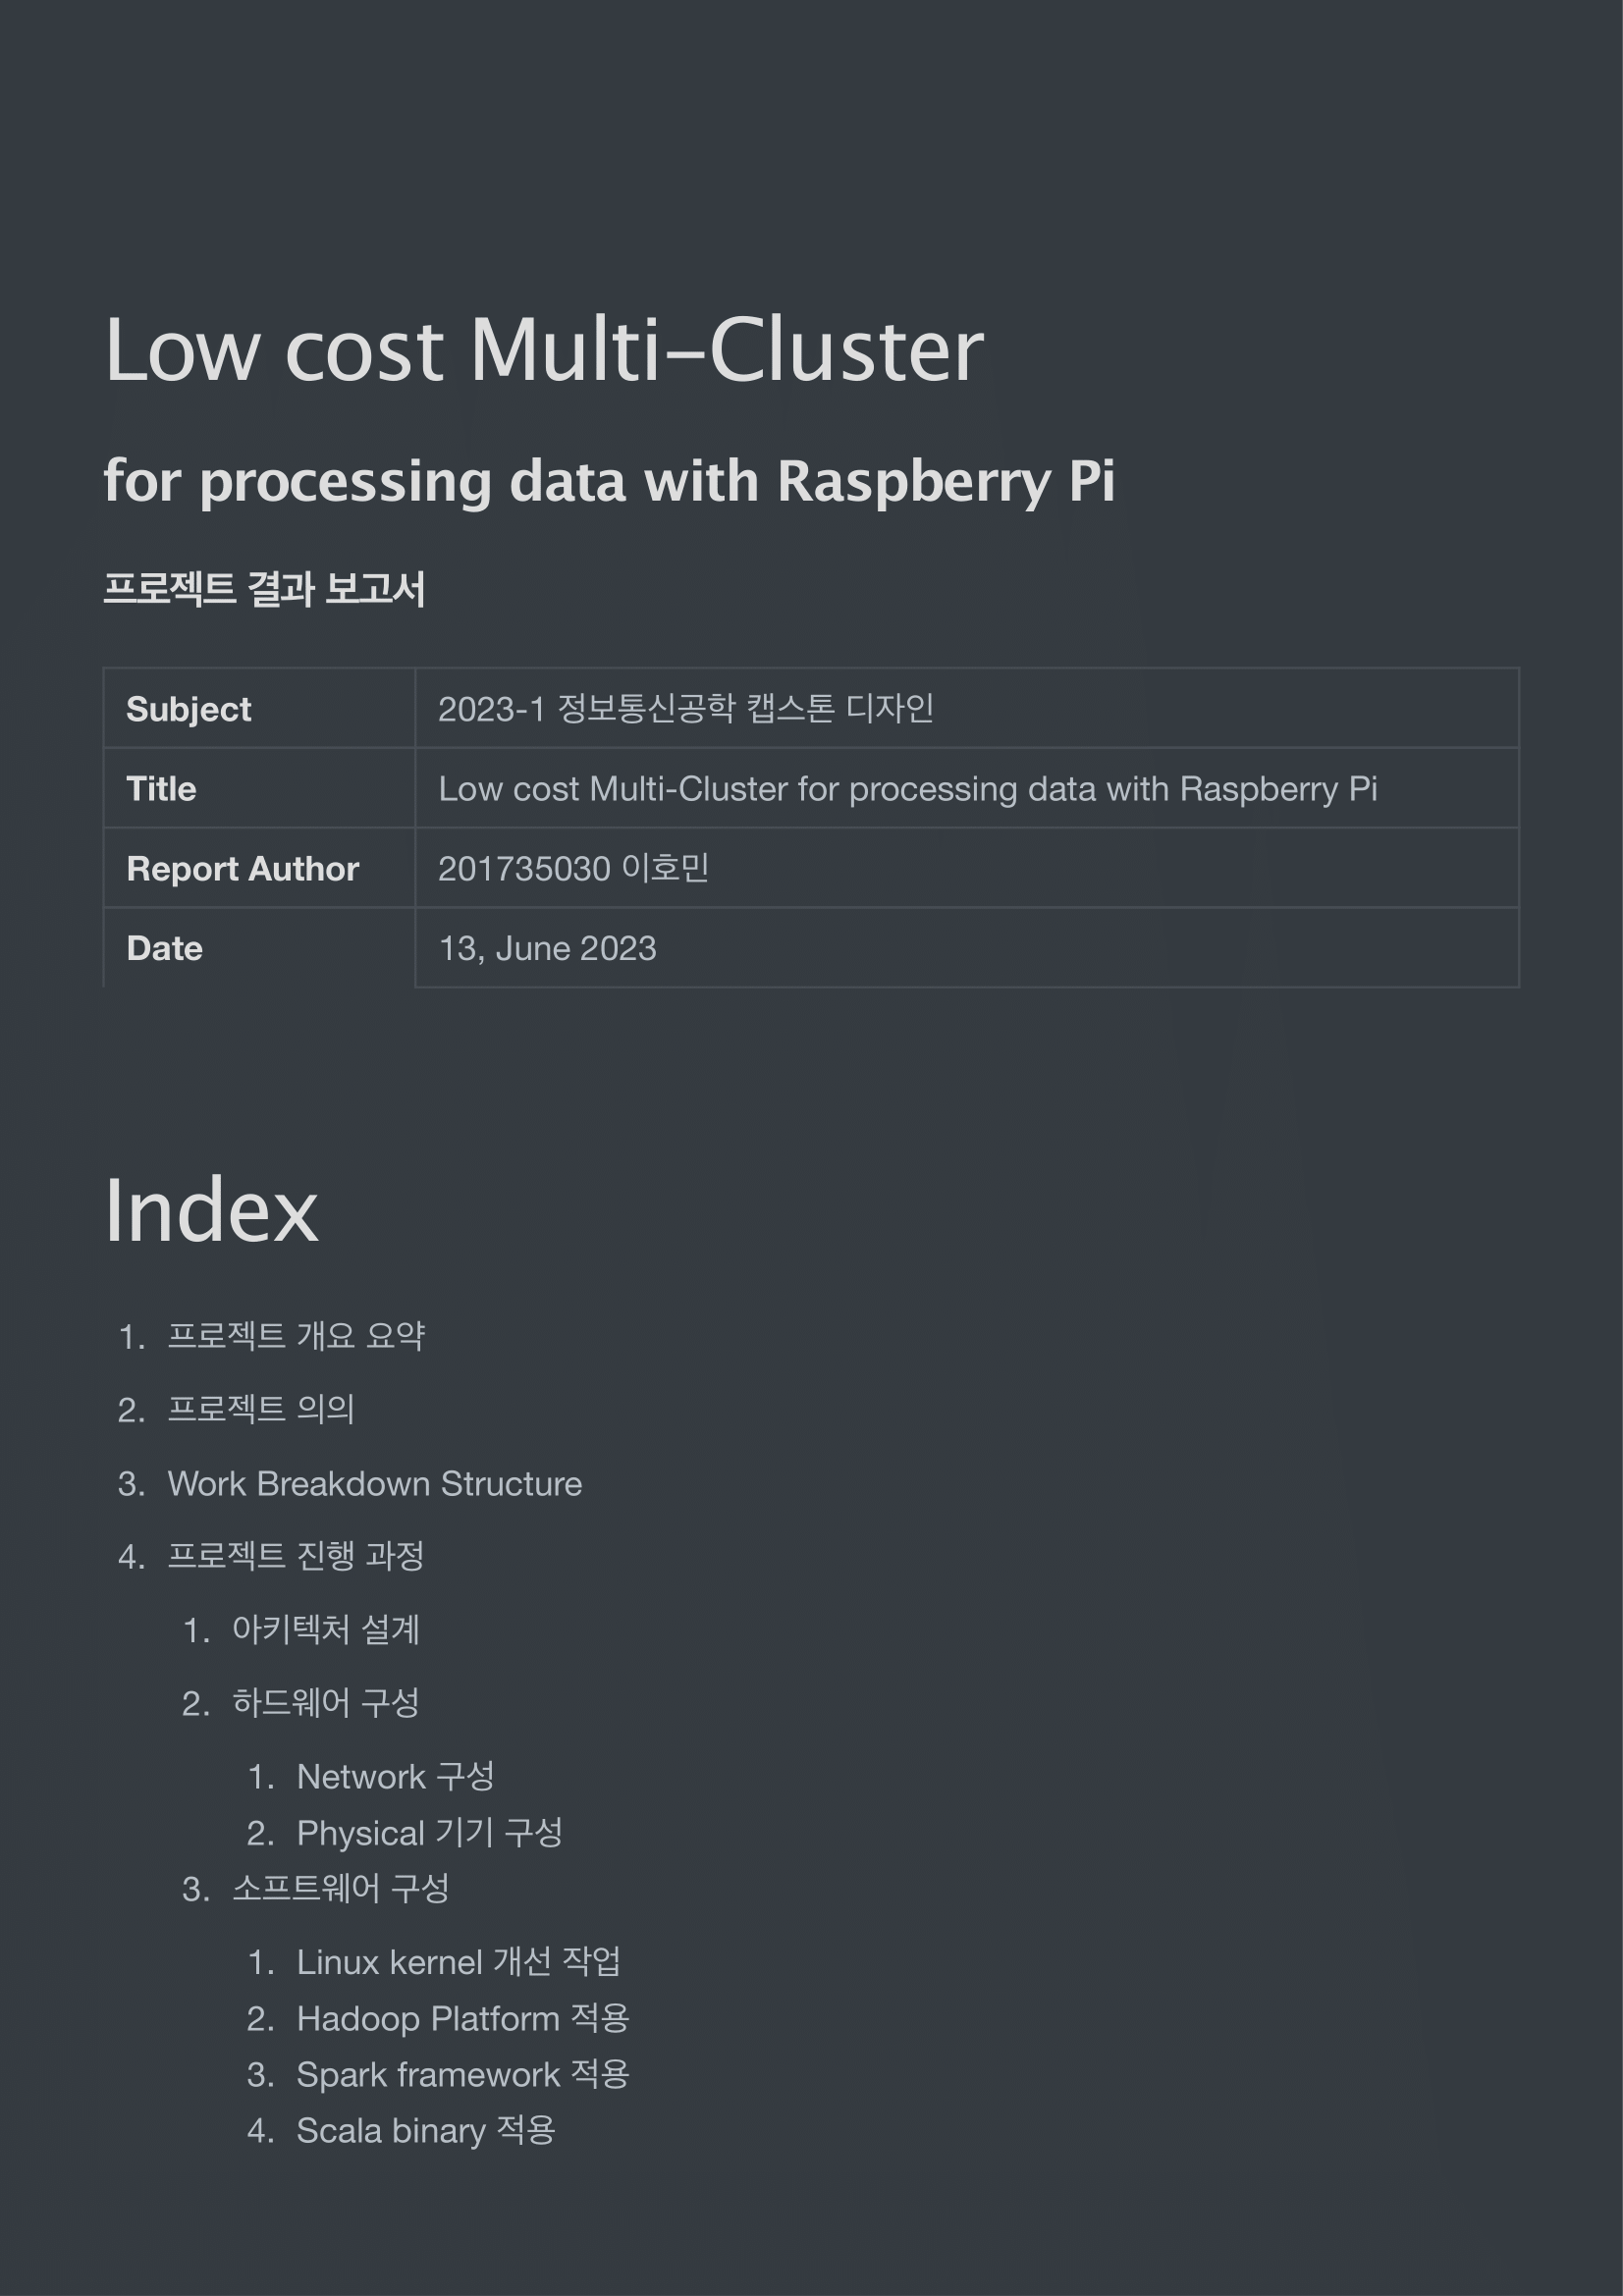 Low cost Multi-Cluster
for processing data with Raspberry Pi
프로젝트 결과 보고서
Subject 2023-1 정보통신공학 캡스톤 디자인
Title Low cost Multi-Cluster for processing data with Raspberry Pi
Report Author 201735030 이호민
Date 13, June 2023
Index
1. 프로젝트 개요 요약
2. 프로젝트 의의
3. Work Breakdown Structure
4. 프로젝트 진행 과정
1. 아키텍처 설계
2. 하드웨어 구성
1. Network 구성
2. Physical 기기 구성
3. 소프트웨어 구성
1. Linux kernel 개선 작업
2. Hadoop Platform 적용
3. Spark framework 적용
4. Scala binary 적용